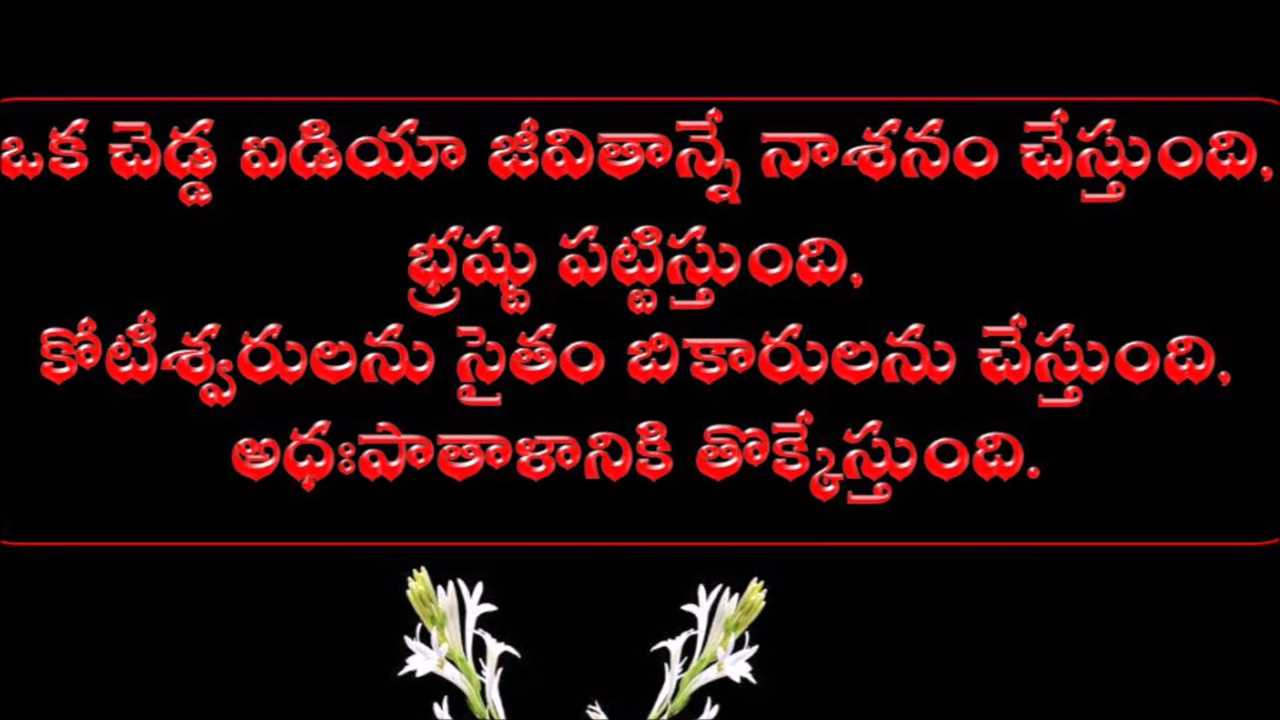 ఒక చెడ్డ ఐడియా జీవితాన్నే నాశనం చేస్తుంది,
భ్రష్టు పట్టిస్తుంది,
కోటీశ్వరులను సైతం బికారులను చేస్తుంది,
అధఃపాతాళానికి తొక్కేస్తుంది.